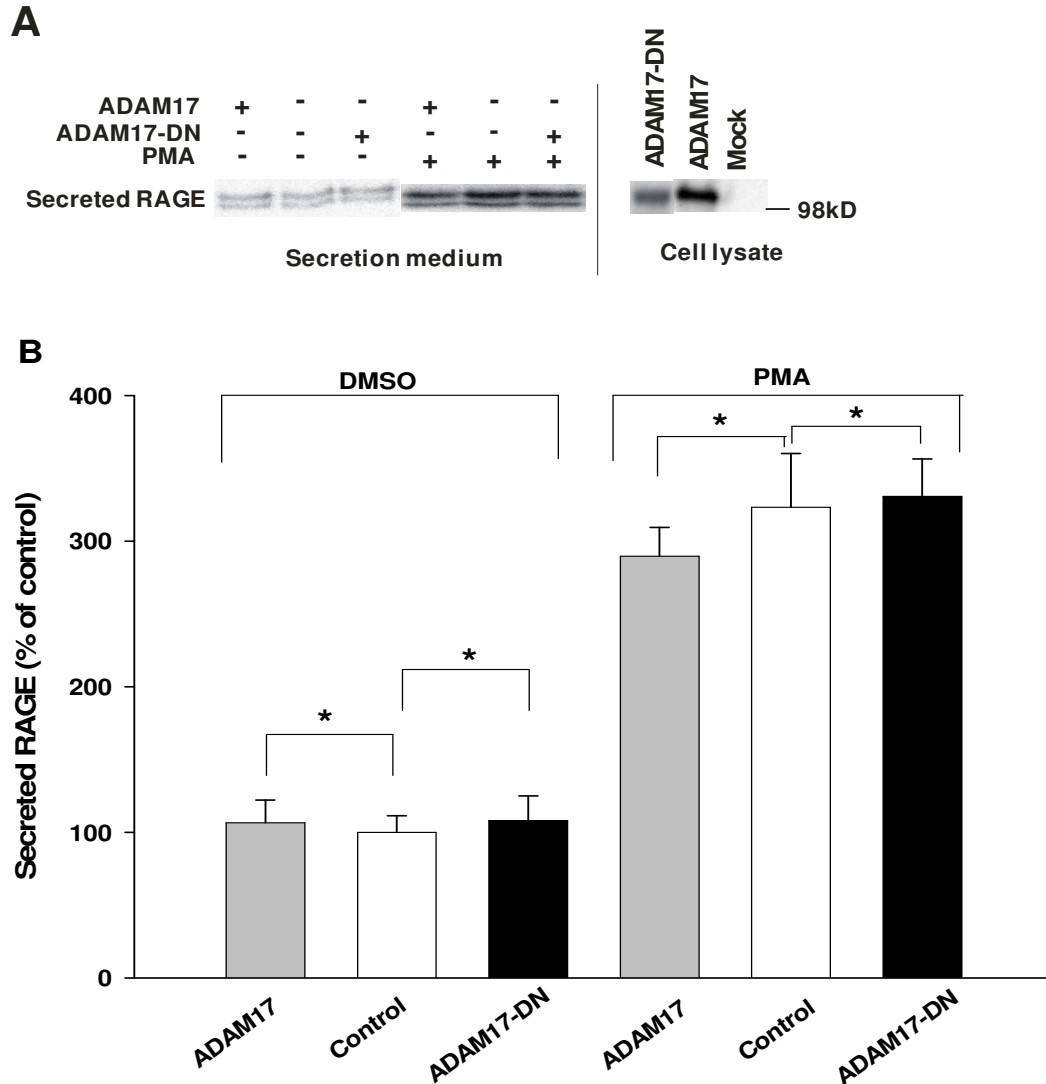 A
ADAM17 + - - + - -
ADAM17-DN - - + - - +
PMA - - - + + +
Secreted RAGE
Secretion medium
ADAM17-DN
ADAM17
Mock
98kD
Cell lysate
B
DMSO
PMA
Secreted RAGE (% of control)
400
300
200
100
0
* * * *
ADAM17 Control ADAM17-DN ADAM17 Control ADAM17-DN